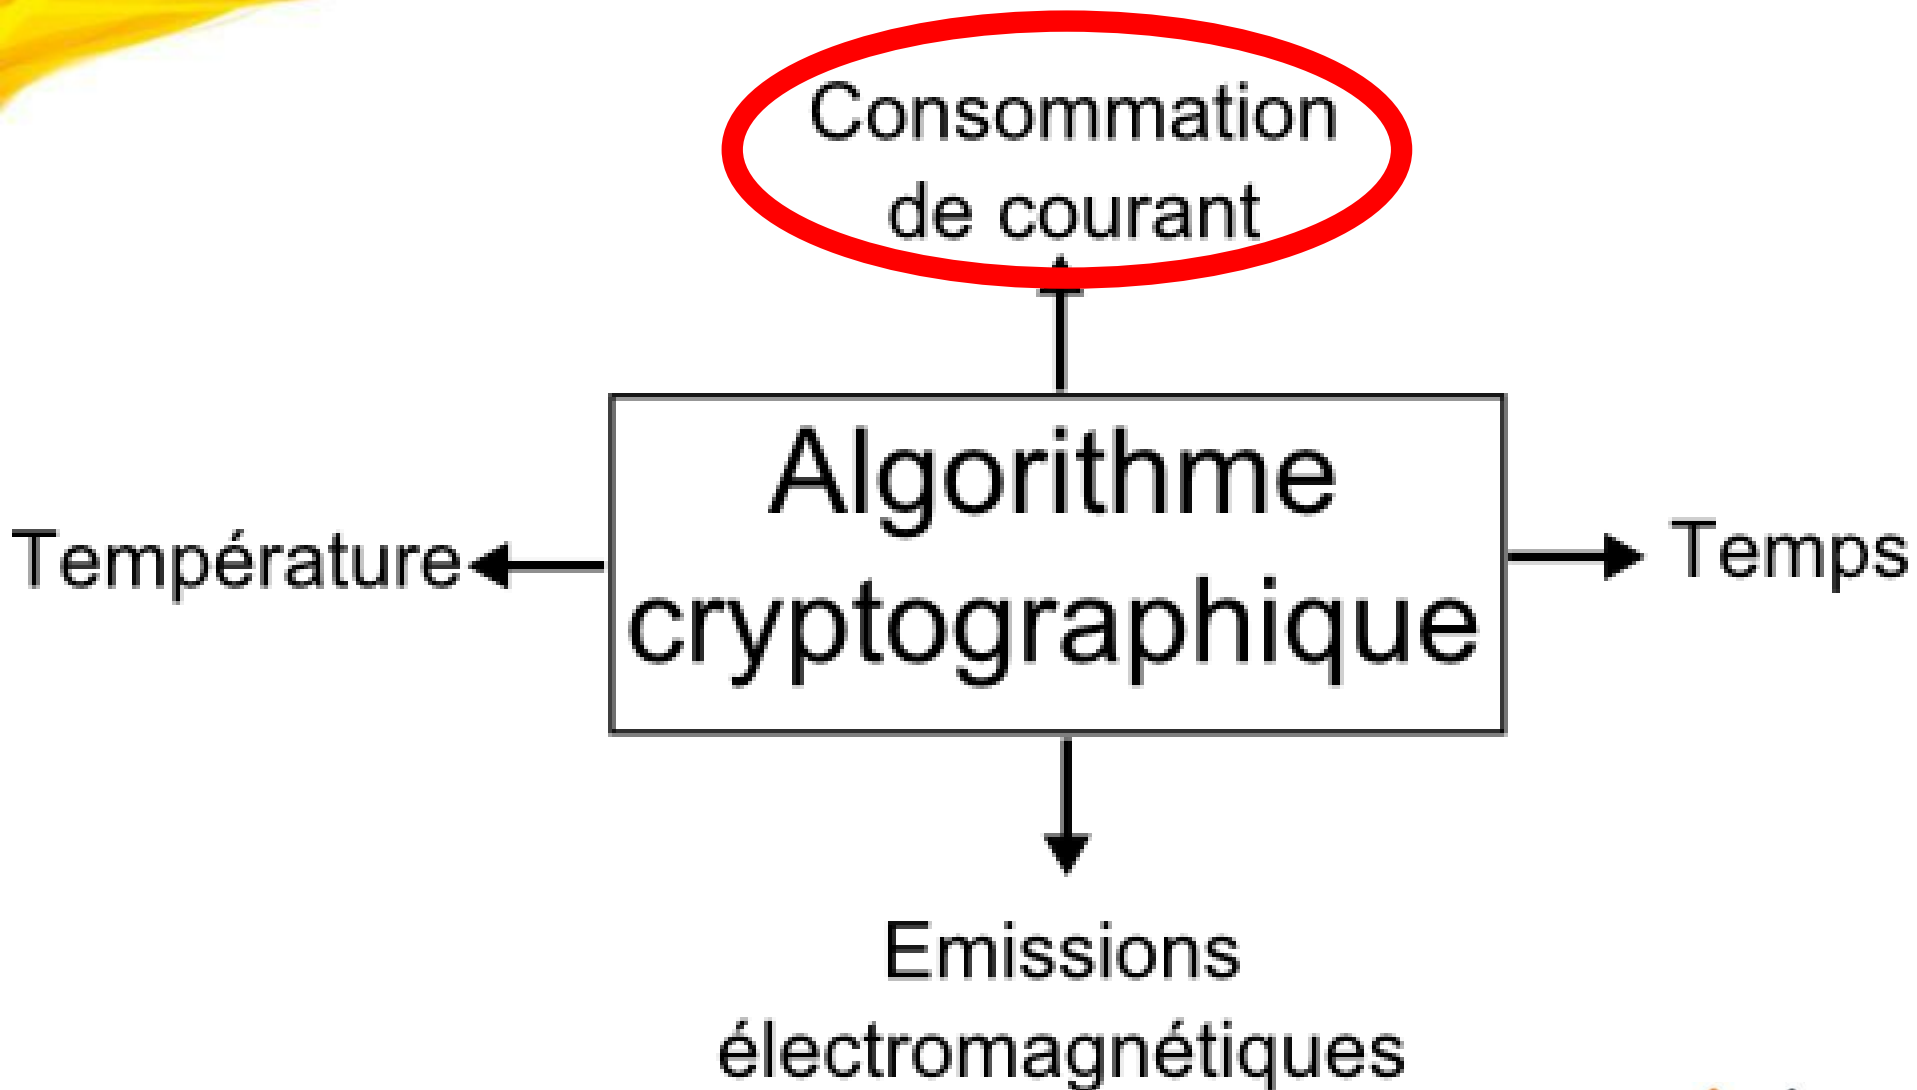 Consommation
de courant
Algorithme
cryptographique
Température
Temps
Emissions
électromagnétiques